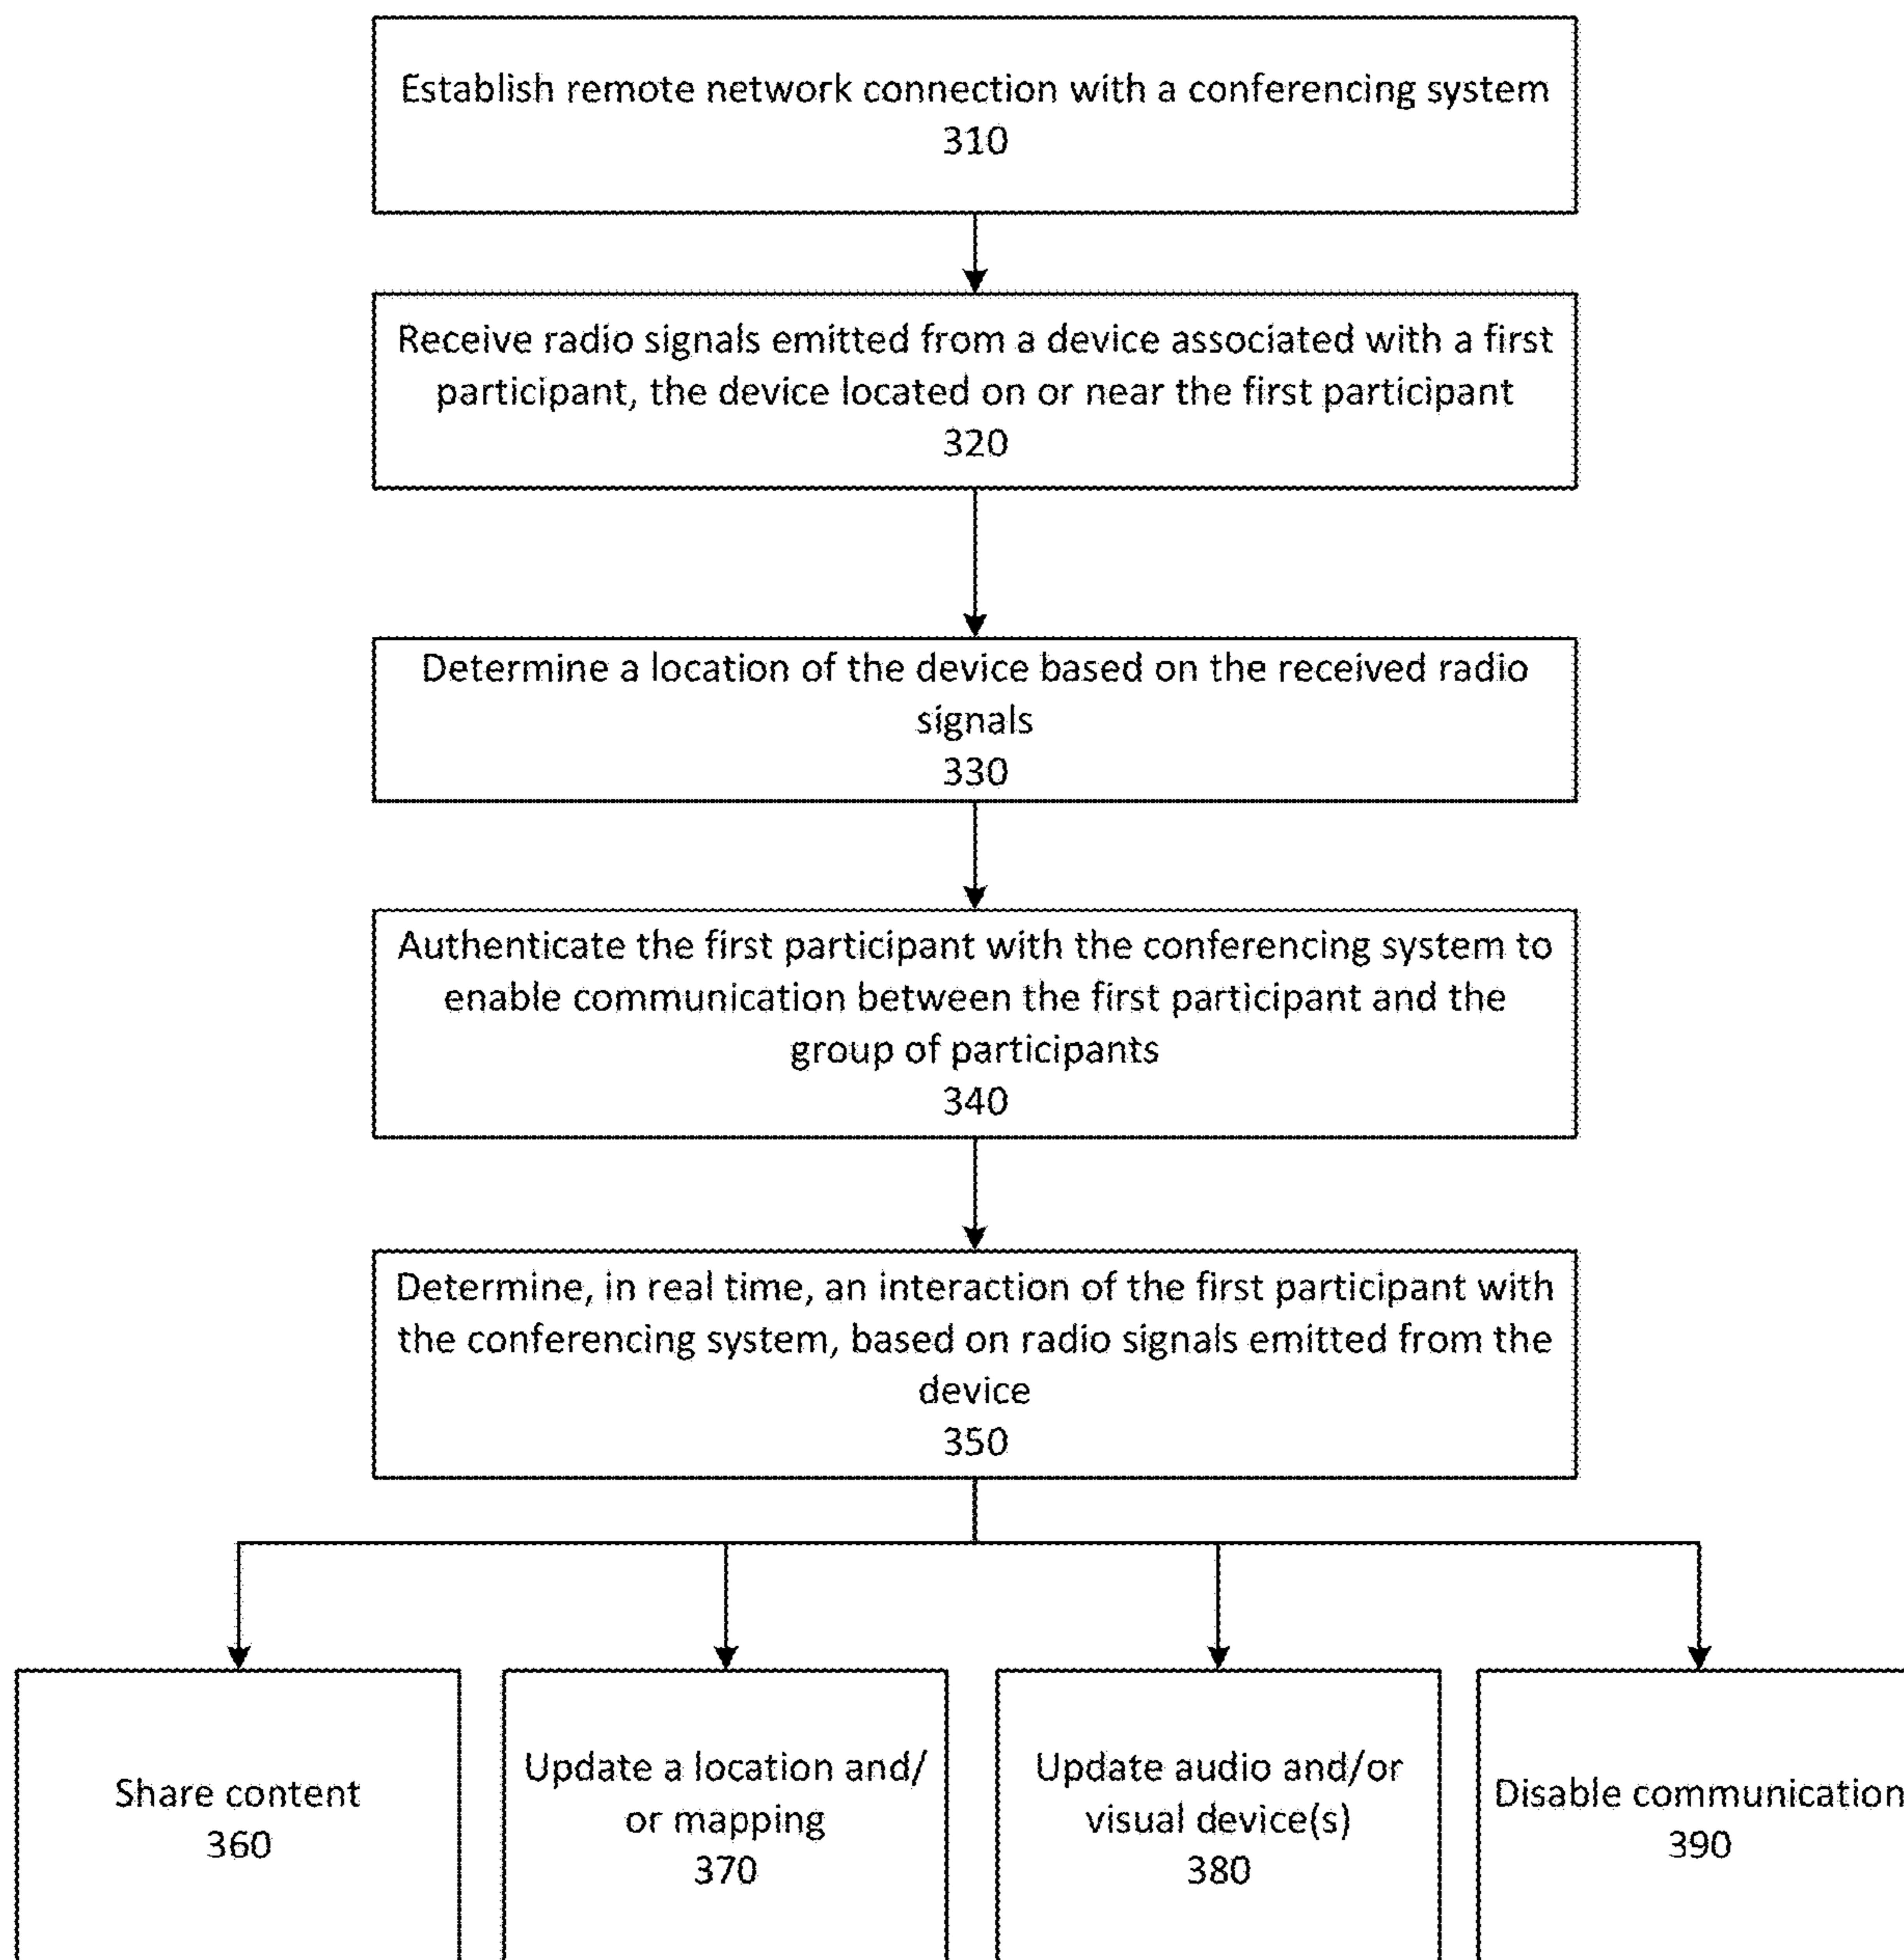 Establish remote network connection with a conferencing system
310
Receive radio signals emitted from a device associated with a first
participant, the device located on or near the first participant
320
Determine a location of the device based on the received radio
signals
330
Authenticate the first participant with the conferencing system to
enable communication between the first participant and the
group of participants
340
Determine, in real time, an interaction of the first participant with
the conferencing system, based on radio signals emitted from the
device
350
Share content
360
Update a location and/
or mapping
370
Update audio and/or
visual device(s)
380
Disable communication
390